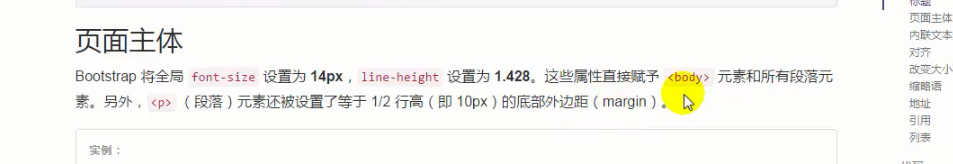 页面主体
Bootstrap 将全局 font-size 设置为 14px，line-height 设置为 1.428。这些属性直接赋予 <body> 元素和所有段落元
素。另外，<p>（段落）元素还被设置了等于 1/2 行高（即 10px）的底部外边距（margin）。
实例：
标题
页面主体
内联文本
对齐
改变大小
缩略语
地址
引用
列表